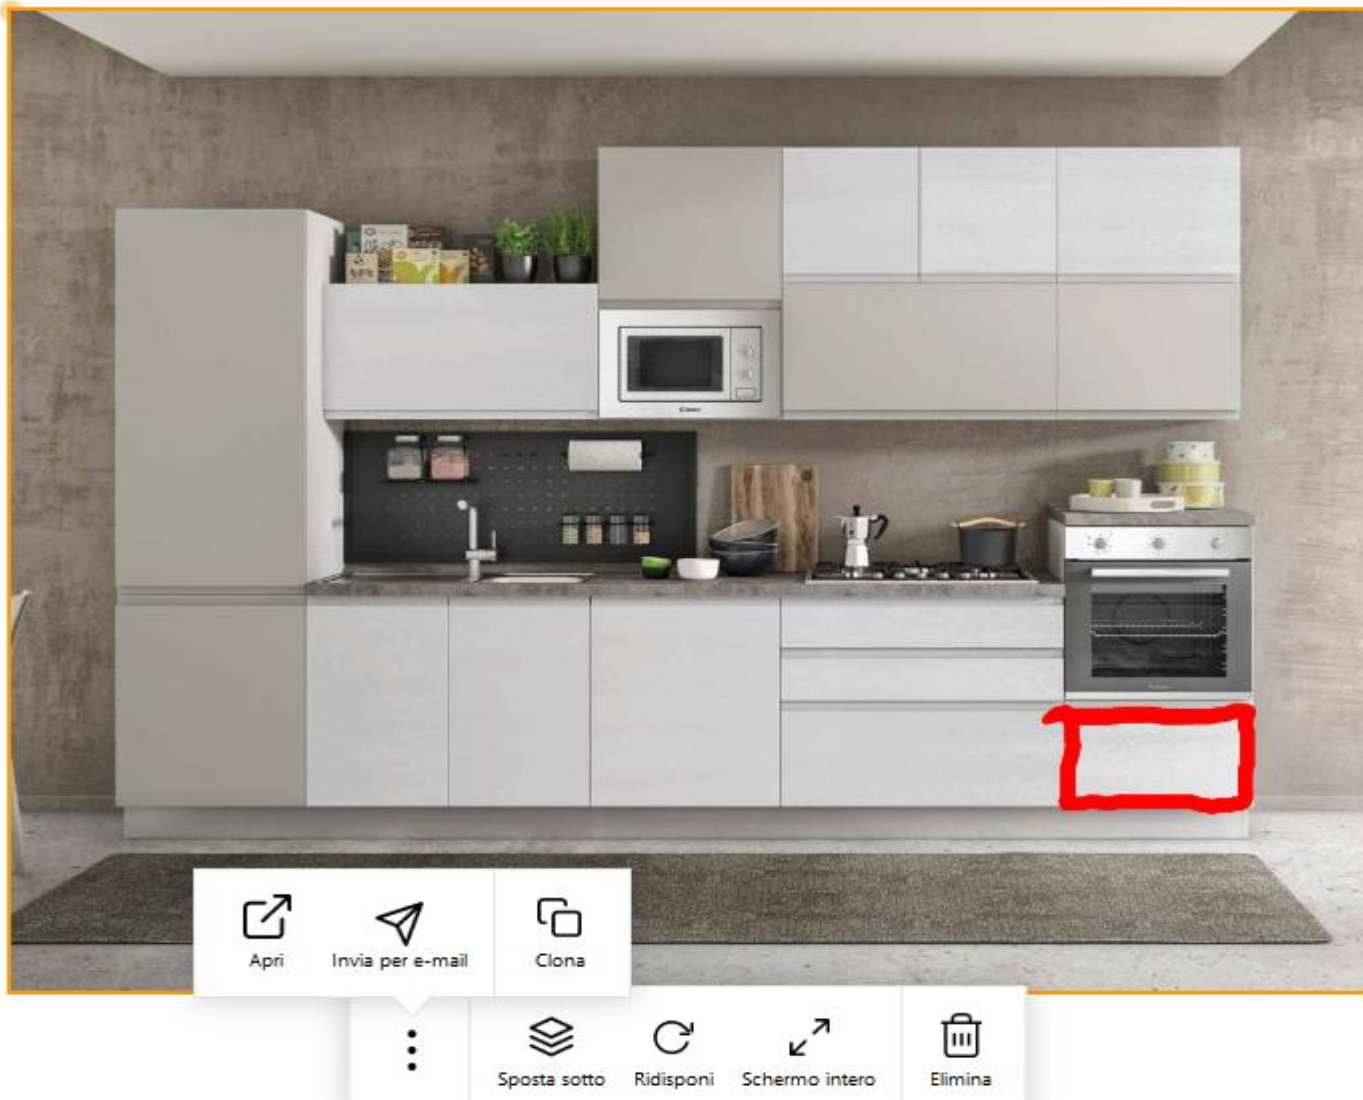 Apri
Invia per e-mail
Clona
Sposta sotto
Ridisponi
Schermo intero
Elimina